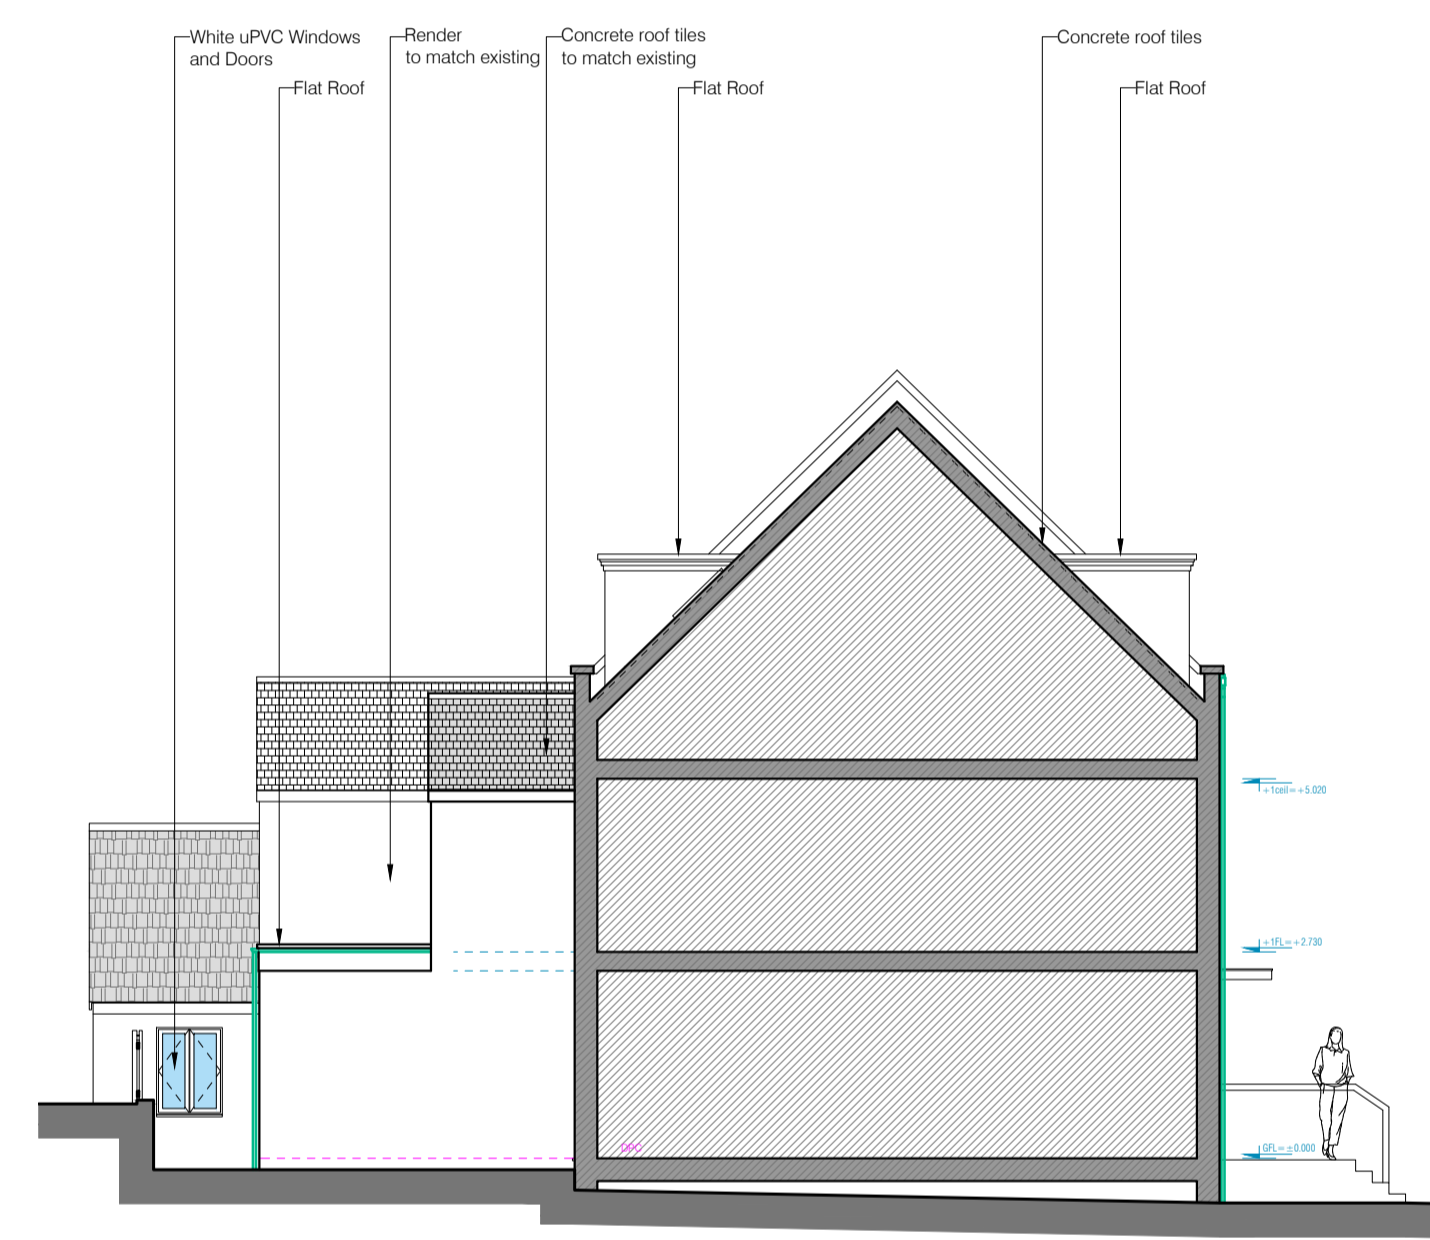 White uPVC Windows
and Doors
Render
to match existing
Concrete roof tiles
to match existing
Concrete roof tiles
Flat Roof
Flat Roof
Flat Roof
+1ceil=+5.020
+1FL=+2.730
DPC
GFL=±0.000